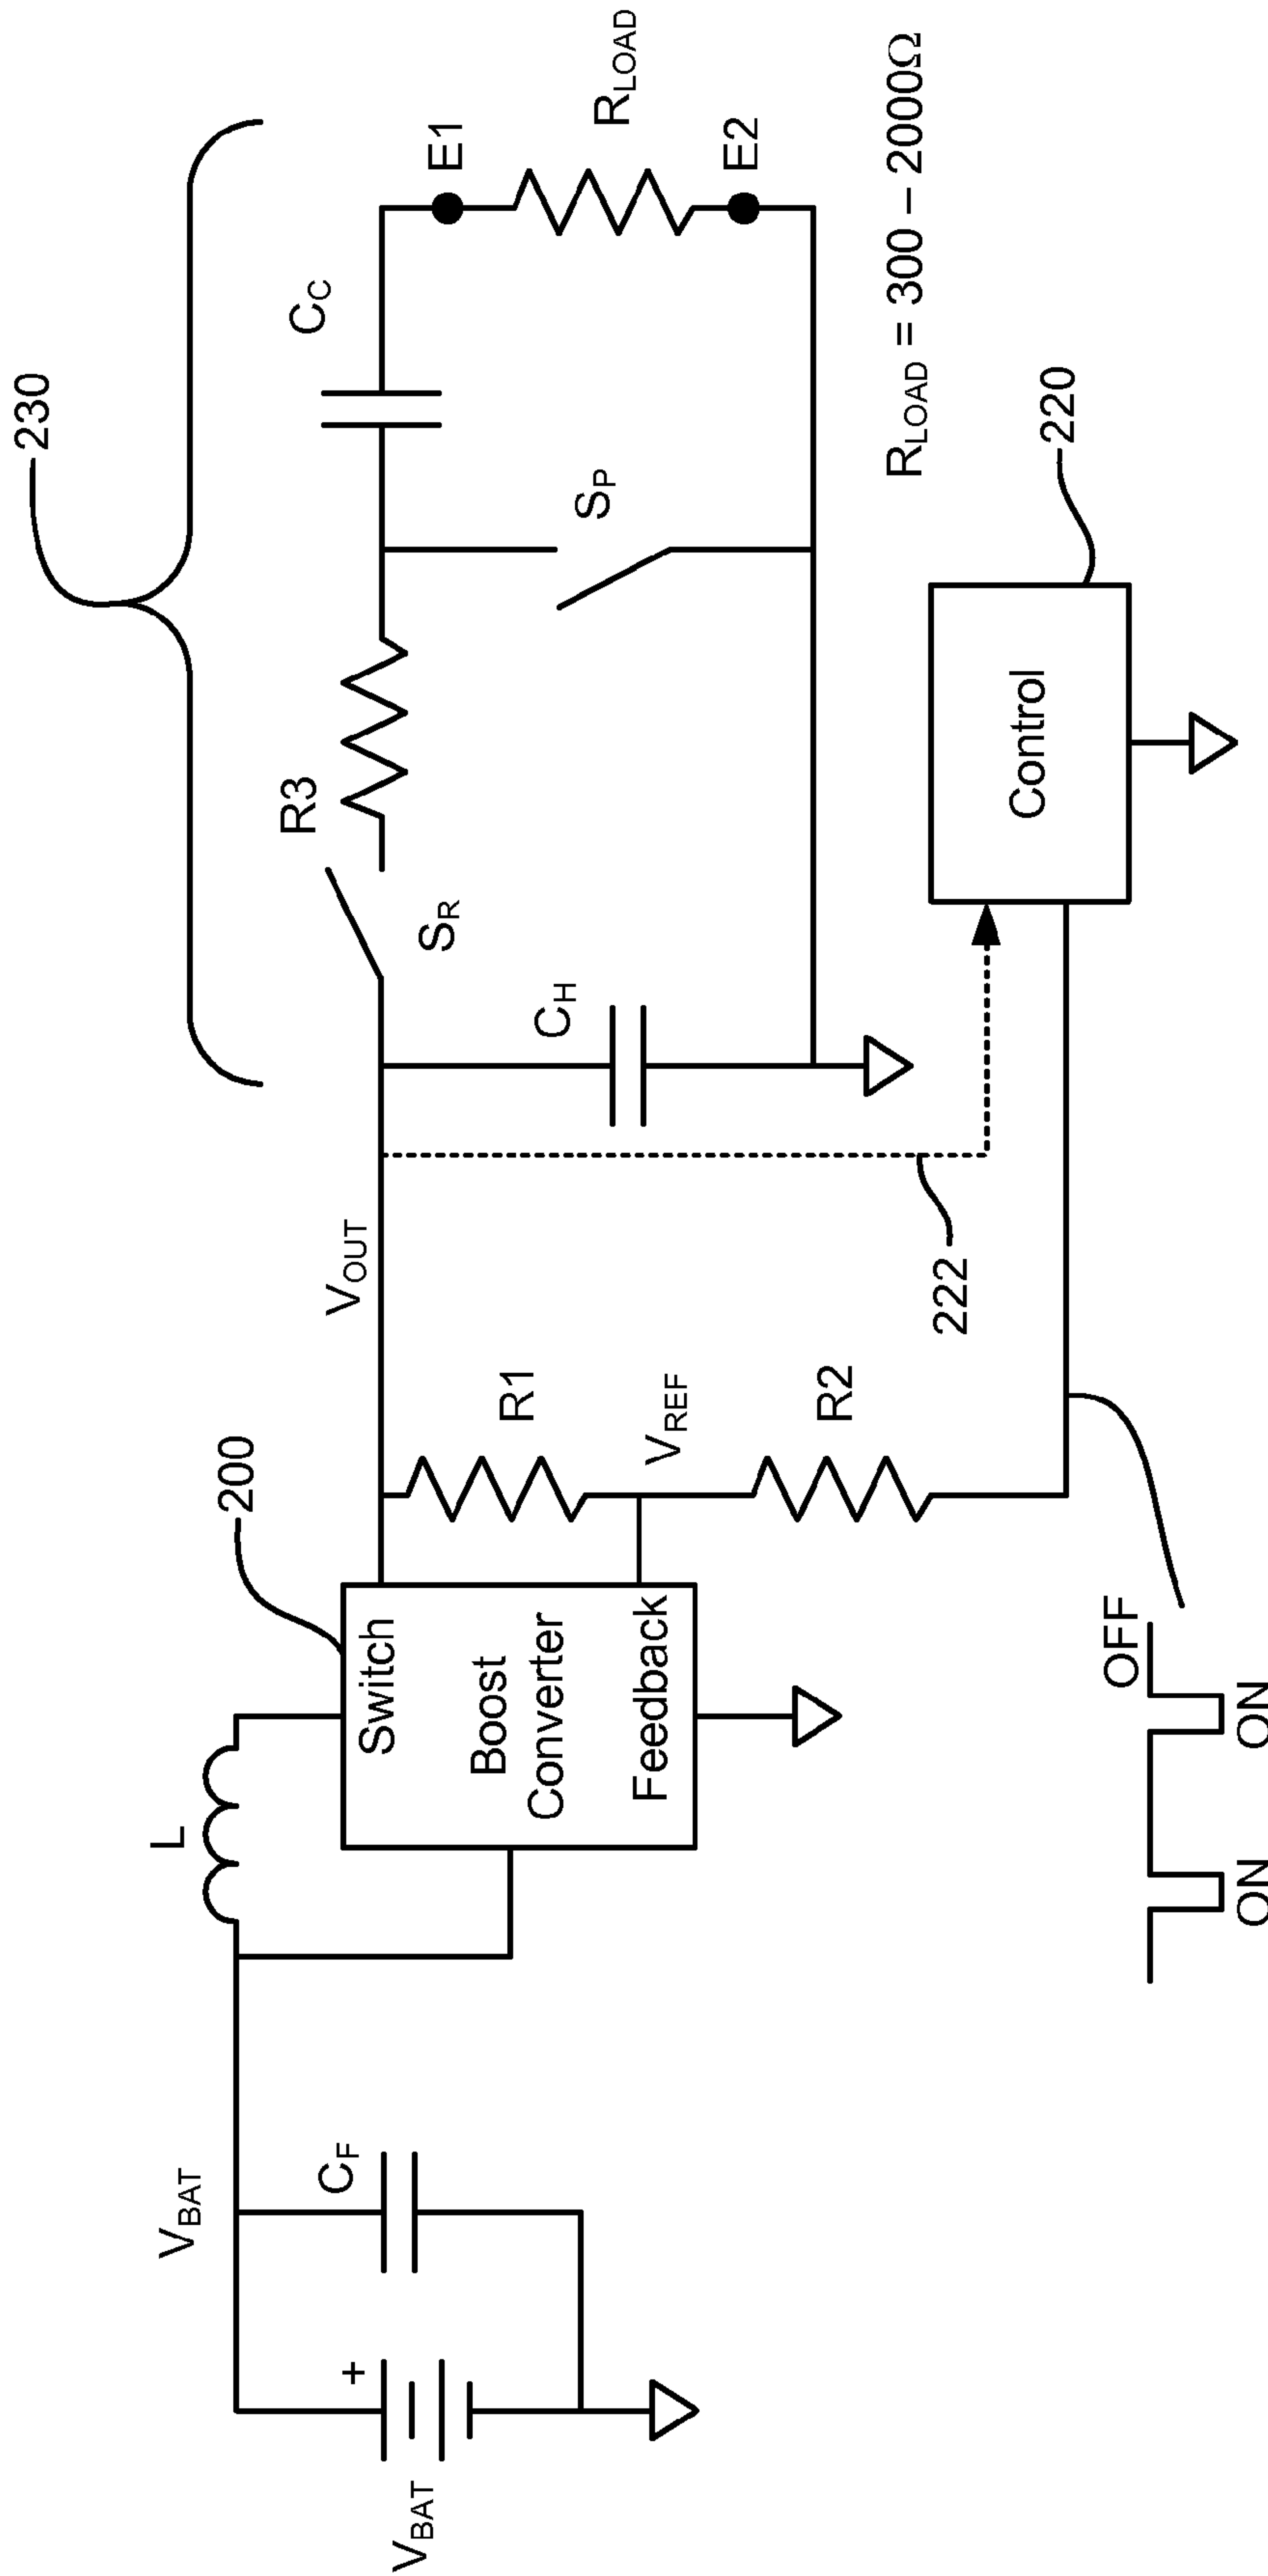 230
200
L
V_BAT
V_BAT
+
C_F
Switch
Boost
Converter
Feedback
V_OUT
R1
V_REF
R2
S_R
R3
C_H
S_P
C_C
E1
R_LOAD
E2
R_LOAD = 300 – 2000Ω
222
Control
220
OFF
ON
ON